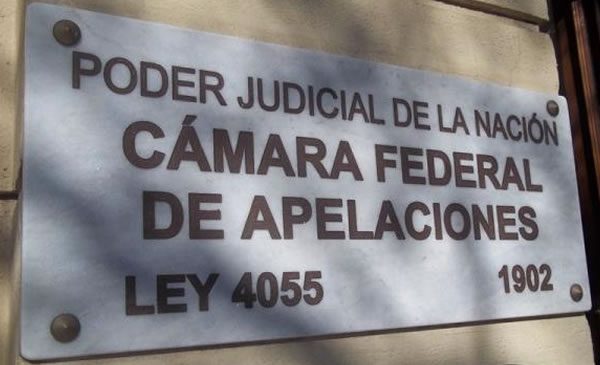 PODER JUDICIAL DE LA NACIÓN
CÁMARA FEDERAL
DE APELACIONES
LEY 4055 1902